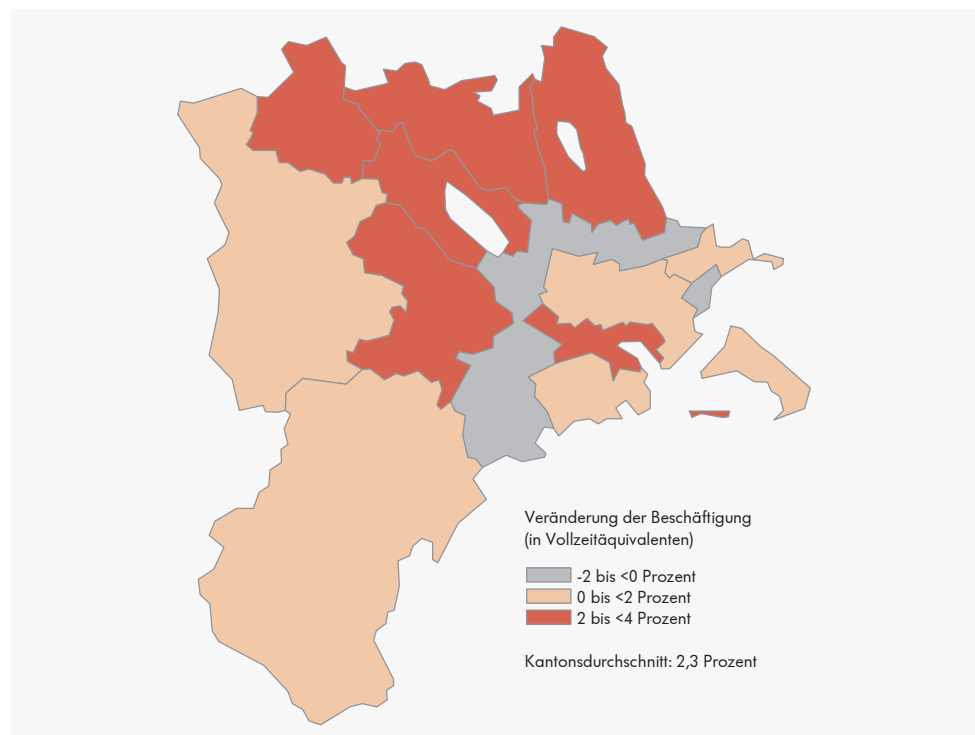 Veränderung der Beschäftigung
(in Vollzeitäquivalenten)
-2 bis <0 Prozent
0 bis <2 Prozent
2 bis <4 Prozent
Kantonsdurchschnitt: 2,3 Prozent